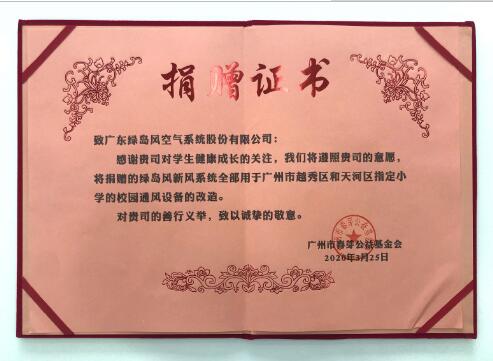 捐赠证书
致广东绿岛风空气系统股份有限公司：
感谢贵司对学生健康成长的关注，我们将遵照贵司的意愿，
将捐赠的绿岛风新风系统全部用于广州市越秀区和天河区指定小
学的校园通风设备的改造。
对贵司的善行义举，致以诚挚的敬意。
广州市春芽公益基金会
2020年3月25日